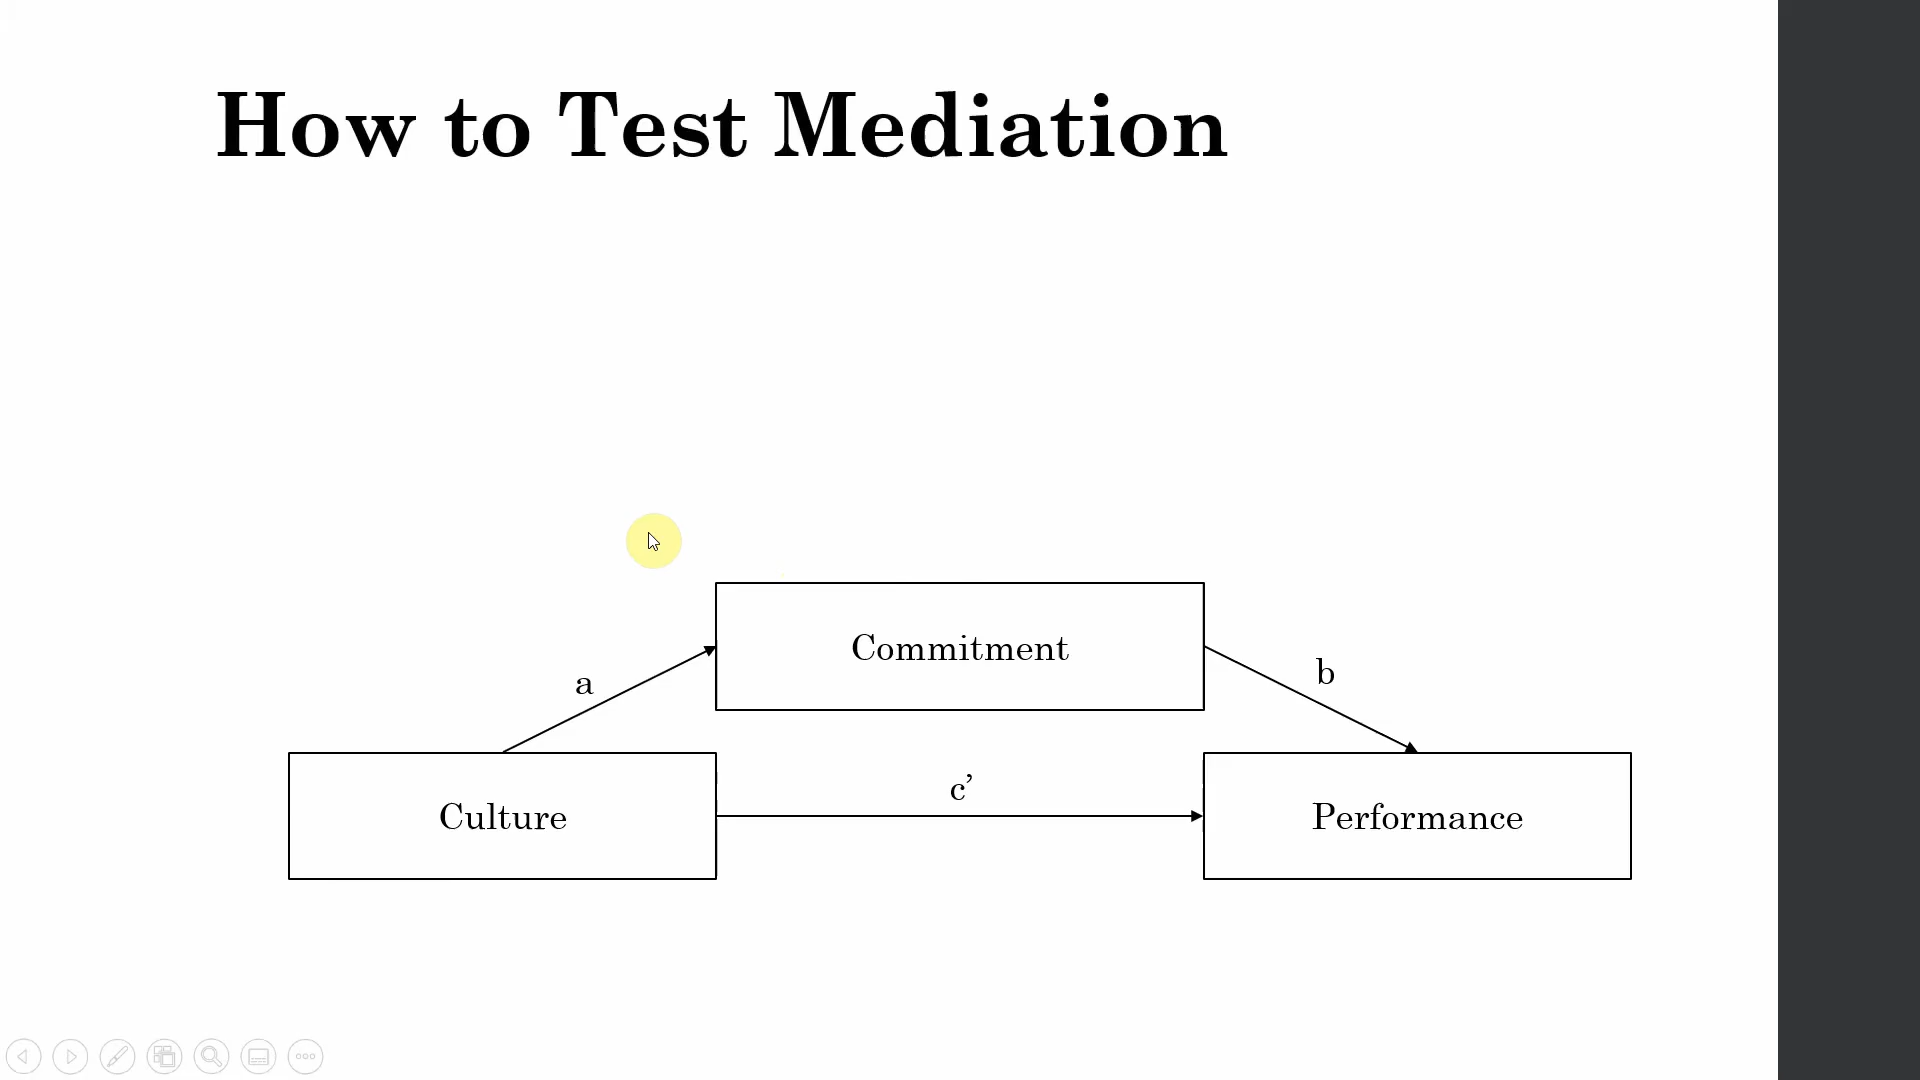 How to Test Mediation
Commitment
a
b
c’
Culture
Performance